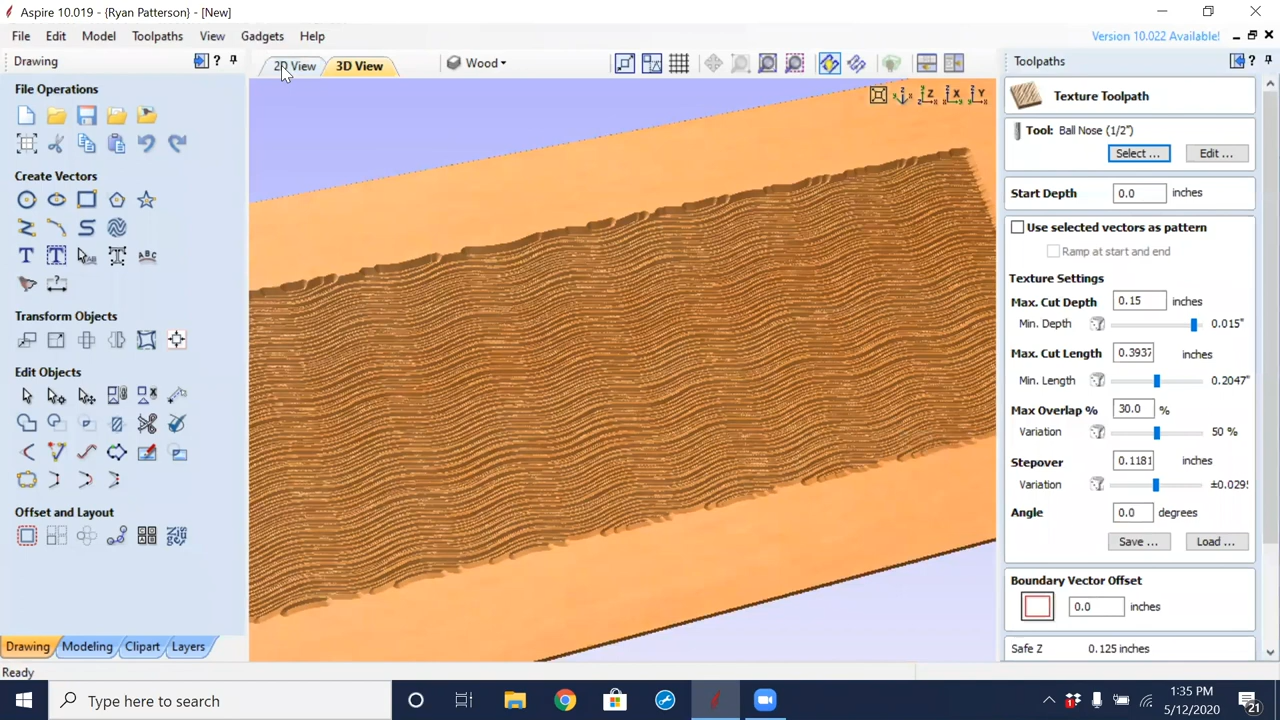 Aspire 10.019 - {Ryan Patterson} - [New]
File Edit Model Toolpaths View Gadgets Help
Version 10.022 Available!
Drawing
2D View
3D View
Wood
Toolpaths
File Operations
Create Vectors
Transform Objects
Edit Objects
Offset and Layout
Drawing Modeling Clipart Layers
Z X Y
Texture Toolpath
Tool: Ball Nose (1/2")
Select ... Edit ...
Start Depth 0.0 inches
Use selected vectors as pattern
Ramp at start and end
Texture Settings
Max. Cut Depth 0.15 inches
Min. Depth 0.015"
Max. Cut Length 0.3937 inches
Min. Length 0.2047"
Max Overlap % 30.0 %
Variation 50 %
Stepover 0.1181 inches
Variation ±0.029
Angle 0.0 degrees
Save ... Load ...
Boundary Vector Offset
0.0 inches
Safe Z 0.125 inches
Ready
Type here to search
1:35 PM
5/12/2020
21